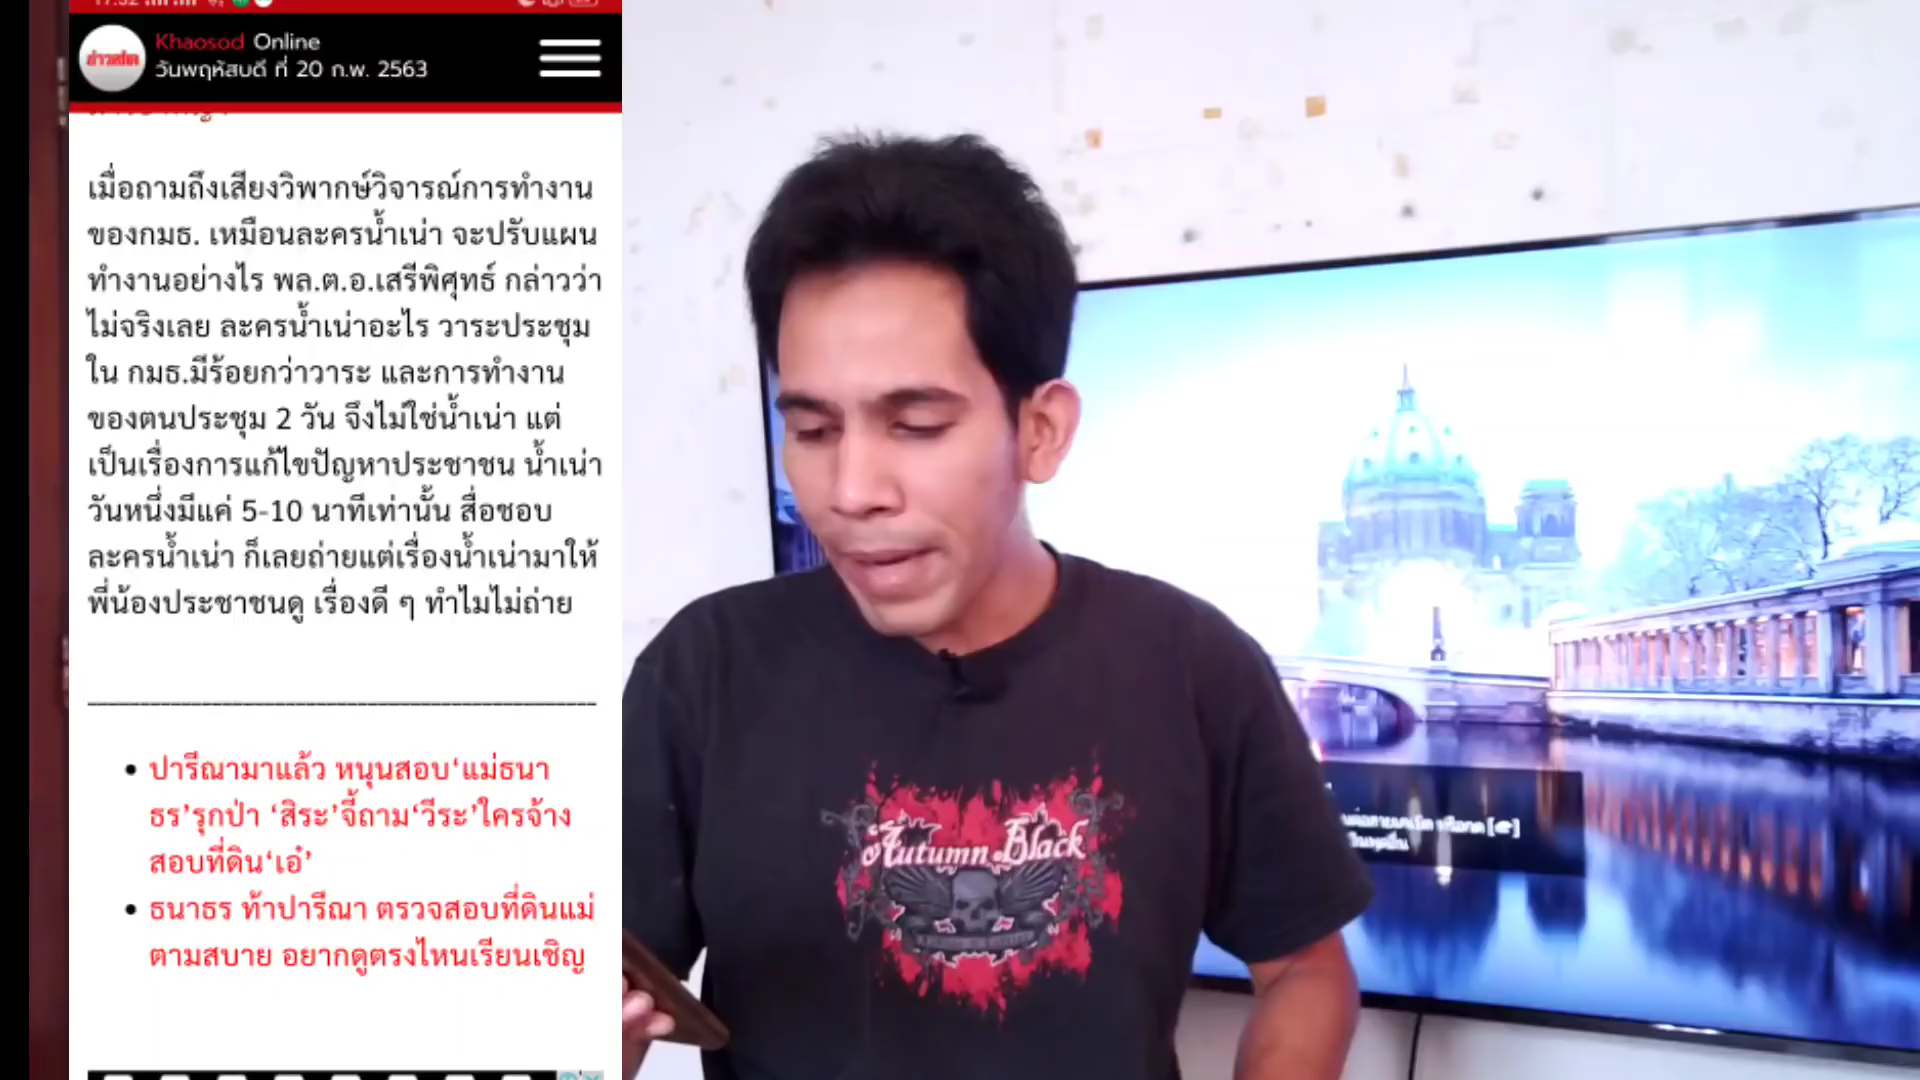 17:32
ข่าวสด
Khaosod Online
วันพฤหัสบดี ที่ 20 ก.พ. 2563
เมื่อถามถึงเสียงวิพากษ์วิจารณ์การทำงาน
ของกมธ. เหมือนละครน้ำเน่า จะปรับแผน
ทำงานอย่างไร พล.ต.อ.เสรีพิศุทธ์ กล่าวว่า
ไม่จริงเลย ละครน้ำเน่าอะไร วาระประชุม
ใน กมธ.มีร้อยกว่าวาระ และการทำงาน
ของตนประชุม 2 วัน จึงไม่ใช่น้ำเน่า แต่
เป็นเรื่องการแก้ไขปัญหาประชาชน น้ำเน่า
วันหนึ่งมีแค่ 5-10 นาทีเท่านั้น สื่อชอบ
ละครน้ำเน่า ก็เลยถ่ายแต่เรื่องน้ำเน่ามาให้
พี่น้องประชาชนดู เรื่องดี ๆ ทำไมไม่ถ่าย
• ปารีณามาแล้ว หนุนสอบ‘แม่ธนา
ธร’รุกป่า ‘สิระ’จี้ถาม‘วีระ’ใครจ้าง
สอบที่ดิน‘เอ๋’
• ธนาธร ท้าปารีณา ตรวจสอบที่ดินแม่
ตามสบาย อยากดูตรงไหนเรียนเชิญ
Autumn Black